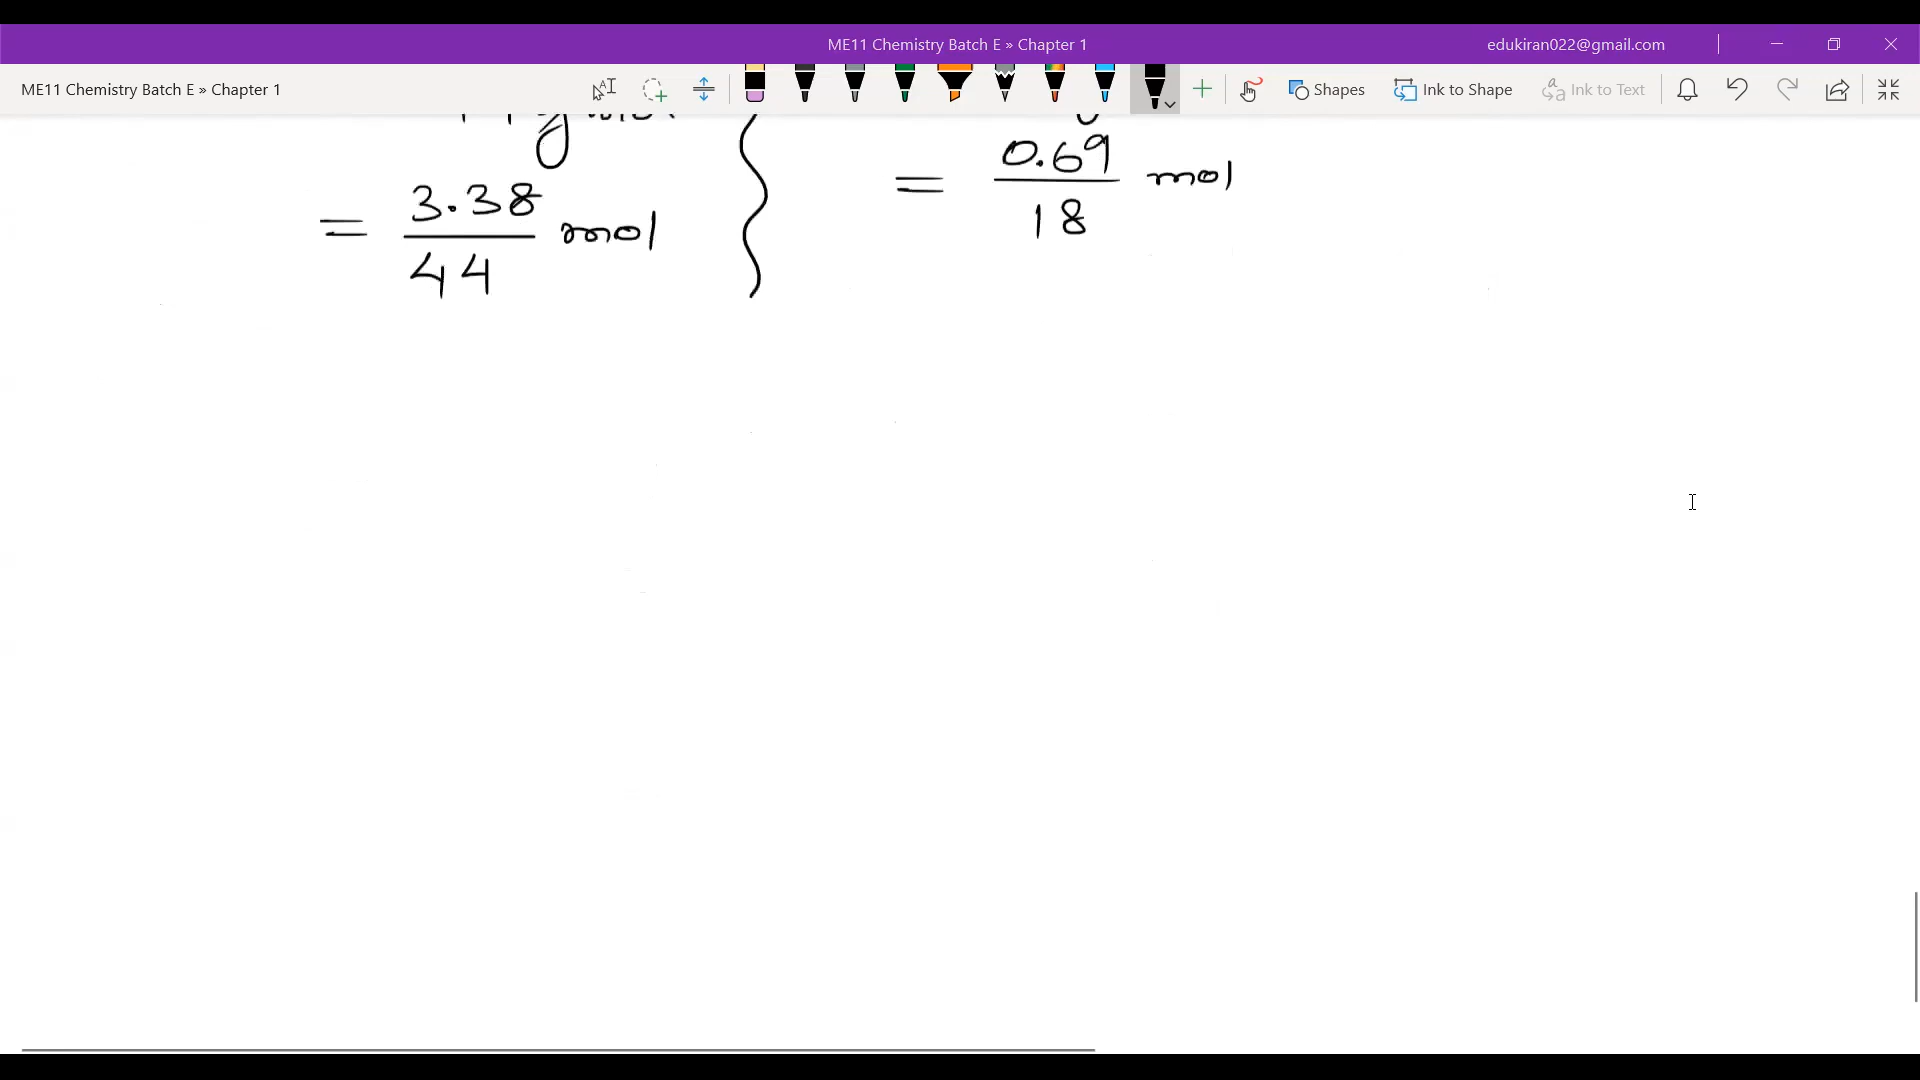 ME11 Chemistry Batch E » Chapter 1
edukiran022@gmail.com
ME11 Chemistry Batch E » Chapter 1
Shapes
Ink to Shape
Ink to Text
= 3.38/44 mol
= 0.69/18 mol